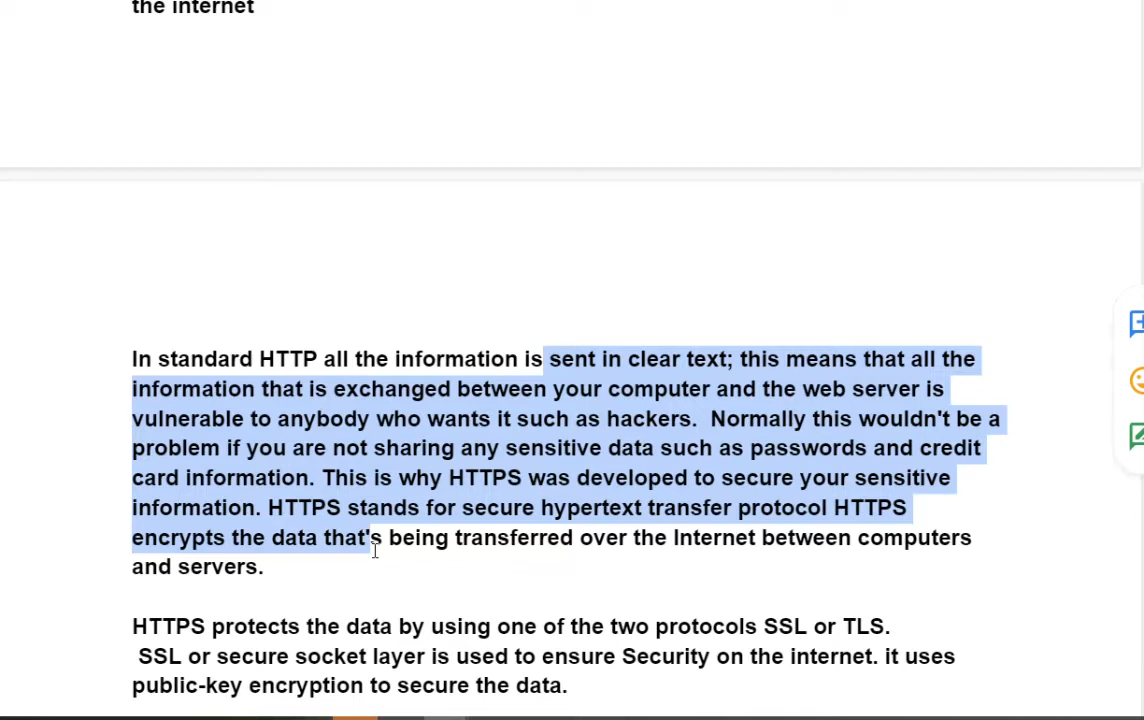 the internet
In standard HTTP all the information is sent in clear text; this means that all the
information that is exchanged between your computer and the web server is
vulnerable to anybody who wants it such as hackers.  Normally this wouldn't be a
problem if you are not sharing any sensitive data such as passwords and credit
card information. This is why HTTPS was developed to secure your sensitive
information. HTTPS stands for secure hypertext transfer protocol HTTPS
encrypts the data that's being transferred over the Internet between computers
and servers.
HTTPS protects the data by using one of the two protocols SSL or TLS.
SSL or secure socket layer is used to ensure Security on the internet. it uses
public-key encryption to secure the data.